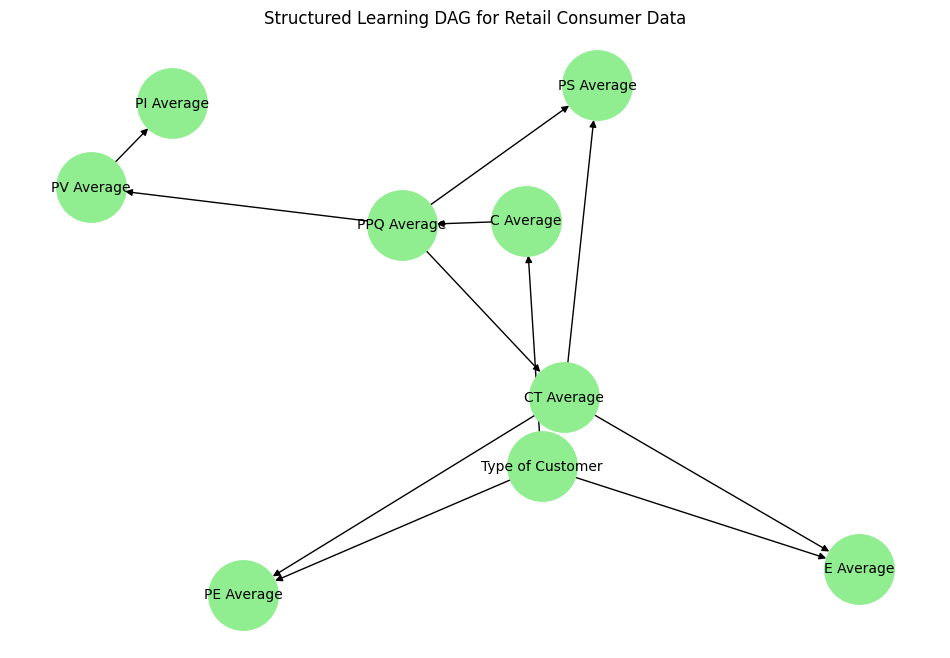 Structured Learning DAG for Retail Consumer Data
PS Average
PI Average
PV Average
PPQ Average
C Average
CT Average
Type of Customer
E Average
PE Average